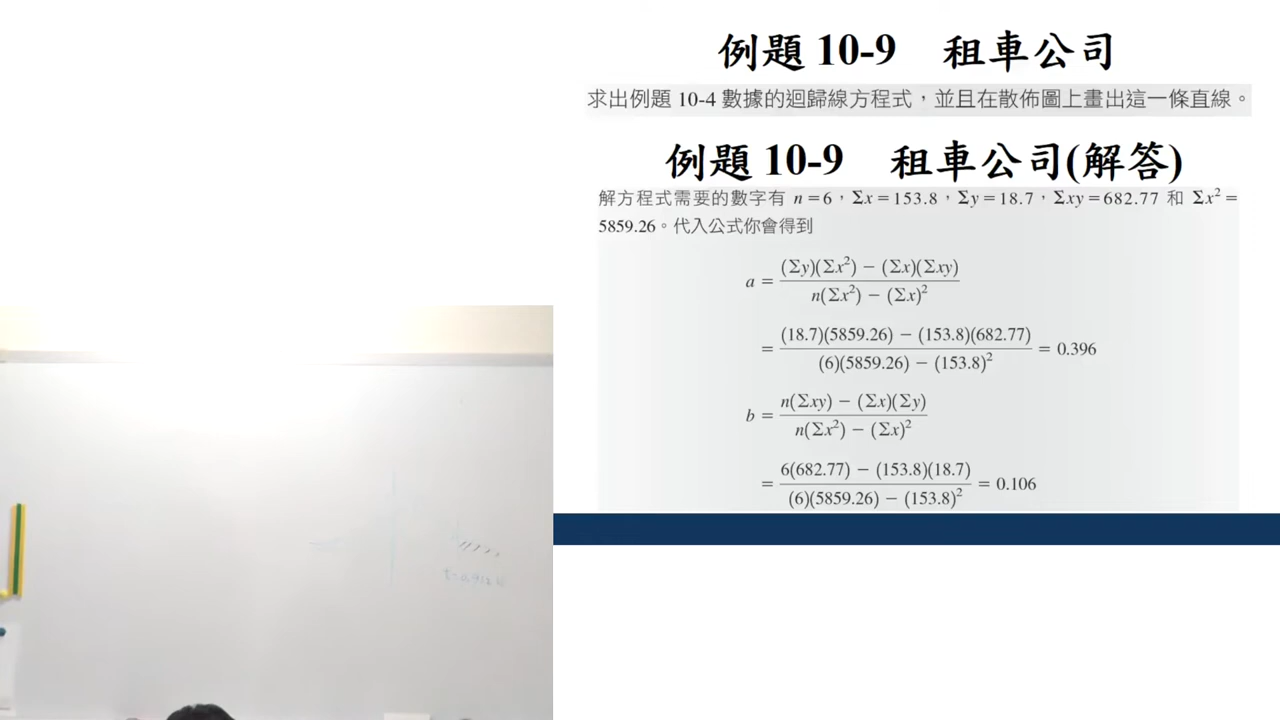 例題 10-9 租車公司
求出例題 10-4 數據的迴歸線方程式，並且在散佈圖上畫出這一條直線。
例題 10-9 租車公司(解答)
解方程式需要的數字有 n = 6，Σx = 153.8，Σy = 18.7，Σxy = 682.77 和 Σx² =
5859.26。代入公式你會得到
a = (Σy)(Σx²) − (Σx)(Σxy)
n(Σx²) − (Σx)²
= (18.7)(5859.26) − (153.8)(682.77) = 0.396
(6)(5859.26) − (153.8)²
b = n(Σxy) − (Σx)(Σy)
n(Σx²) − (Σx)²
= 6(682.77) − (153.8)(18.7) = 0.106
(6)(5859.26) − (153.8)²